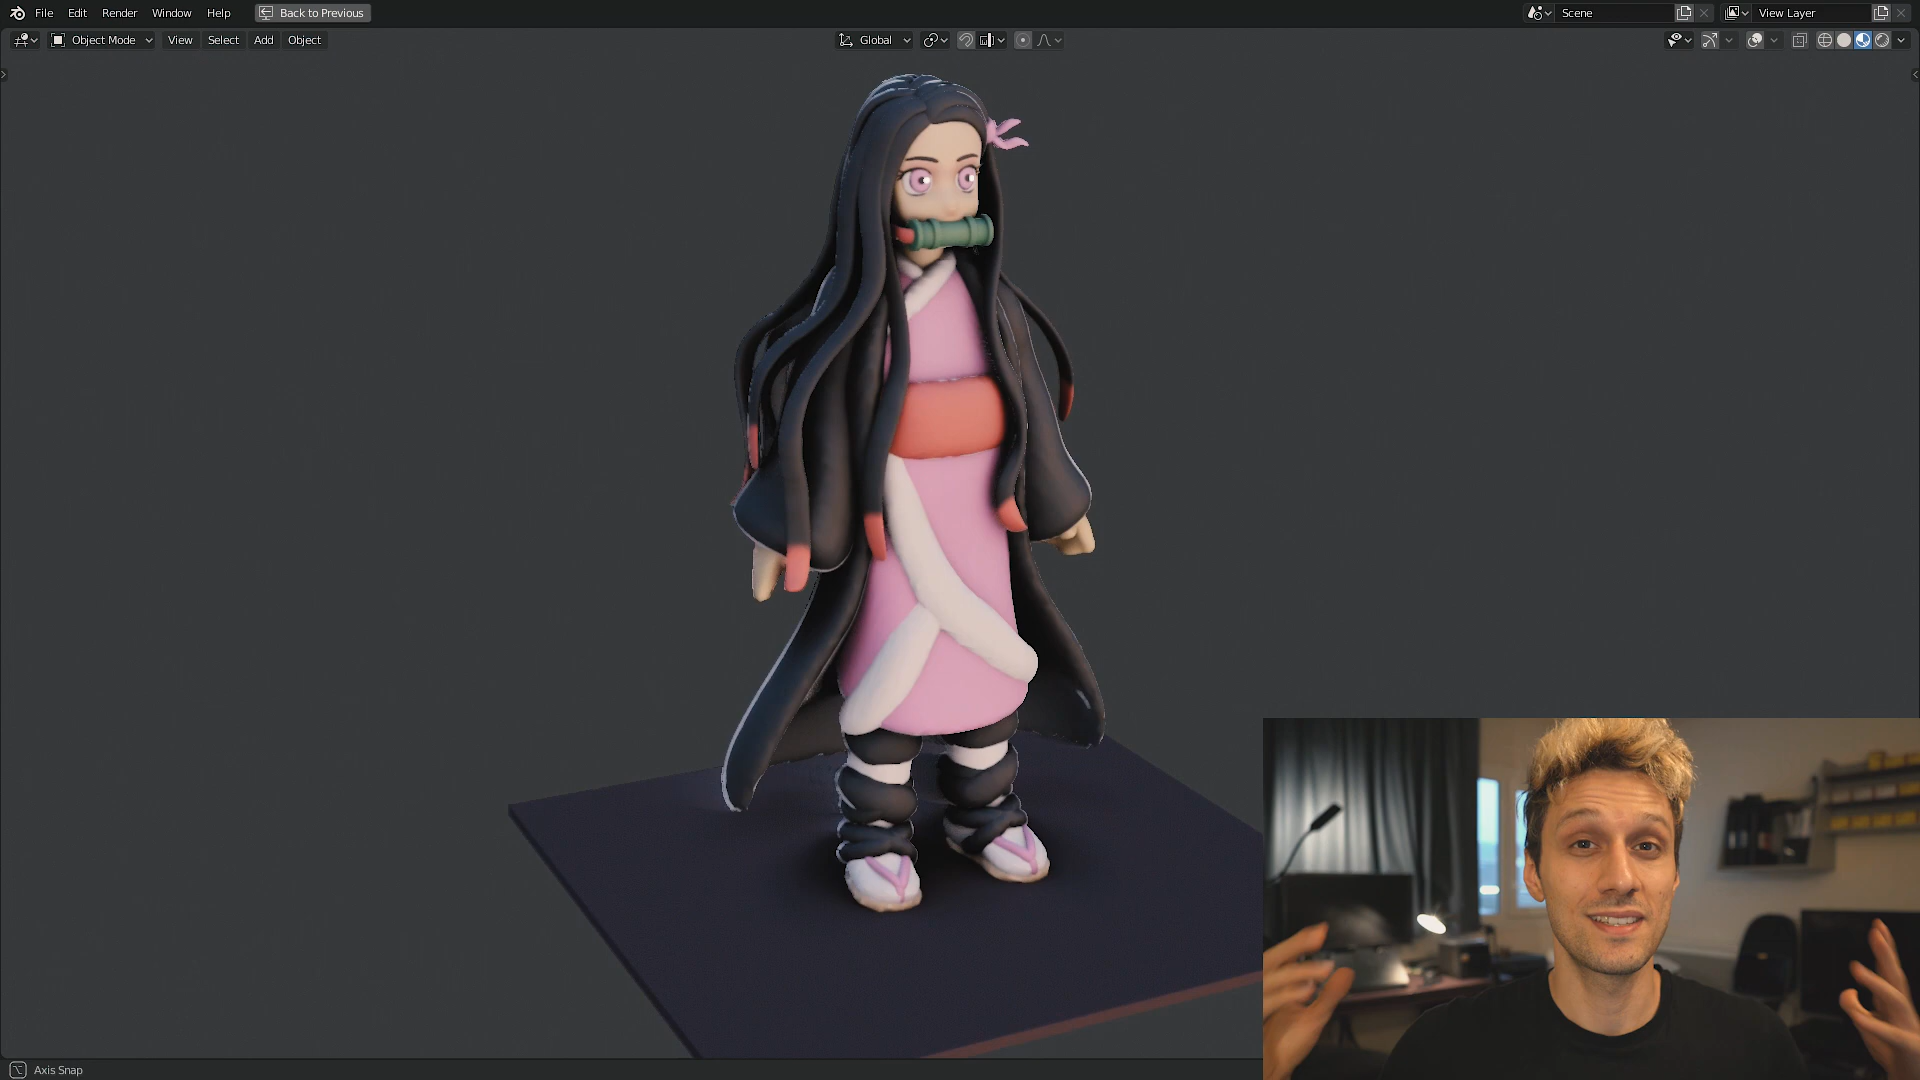 File Edit Render Window Help Back to Previous Scene View Layer
Object Mode View Select Add Object Global
Axis Snap